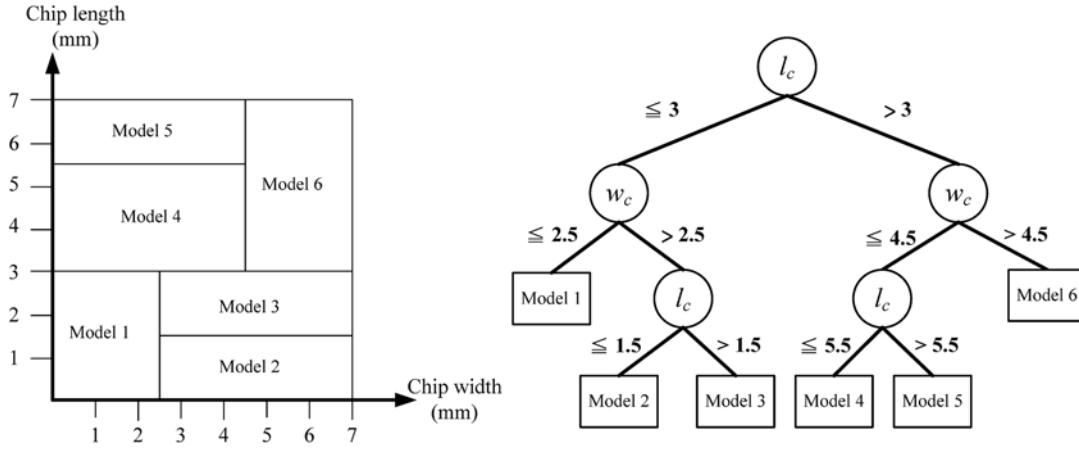 Chip length
(mm)
7
6
5
4
3
2
1
Model 5
Model 6
Model 4
Model 3
Model 1
Model 2
Chip width
(mm)
1 2 3 4 5 6 7
l_c
≦ 3 > 3
w_c w_c
≦ 2.5 > 2.5 ≦ 4.5 > 4.5
Model 1 l_c l_c Model 6
≦ 1.5 > 1.5 ≦ 5.5 > 5.5
Model 2 Model 3 Model 4 Model 5